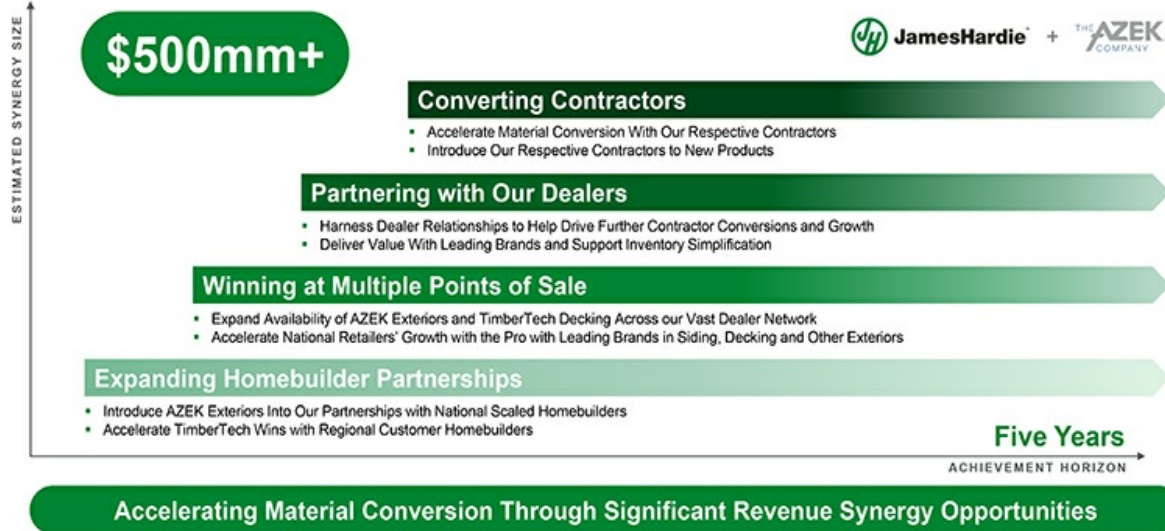 ESTIMATED SYNERGY SIZE
$500mm+
JH JamesHardie™ + THE AZEK COMPANY
Converting Contractors
▪ Accelerate Material Conversion With Our Respective Contractors
▪ Introduce Our Respective Contractors to New Products
Partnering with Our Dealers
▪ Harness Dealer Relationships to Help Drive Further Contractor Conversions and Growth
▪ Deliver Value With Leading Brands and Support Inventory Simplification
Winning at Multiple Points of Sale
▪ Expand Availability of AZEK Exteriors and TimberTech Decking Across our Vast Dealer Network
▪ Accelerate National Retailers' Growth with the Pro with Leading Brands in Siding, Decking and Other Exteriors
Expanding Homebuilder Partnerships
▪ Introduce AZEK Exteriors Into Our Partnerships with National Scaled Homebuilders
▪ Accelerate TimberTech Wins with Regional Customer Homebuilders
Five Years
ACHIEVEMENT HORIZON
Accelerating Material Conversion Through Significant Revenue Synergy Opportunities